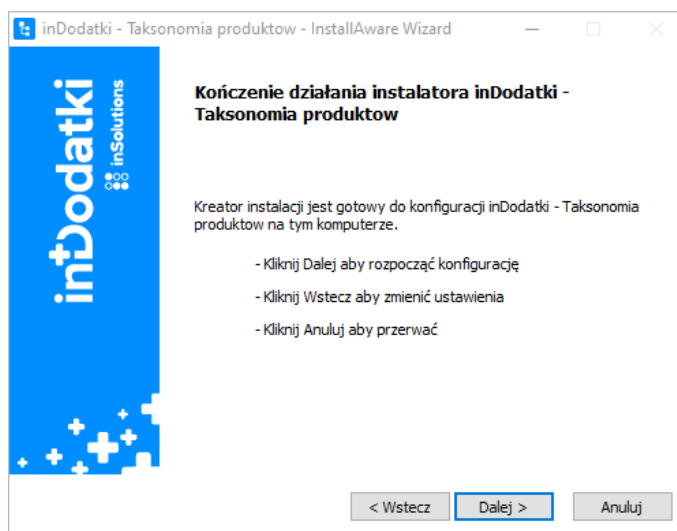 inDodatki - Taksonomia produktow - InstallAware Wizard
inDodatki
inSolutions
Kończenie działania instalatora inDodatki -
Taksonomia produktow
Kreator instalacji jest gotowy do konfiguracji inDodatki - Taksonomia
produktow na tym komputerze.
- Kliknij Dalej aby rozpocząć konfigurację
- Kliknij Wstecz aby zmienić ustawienia
- Kliknij Anuluj aby przerwać
< Wstecz
Dalej >
Anuluj